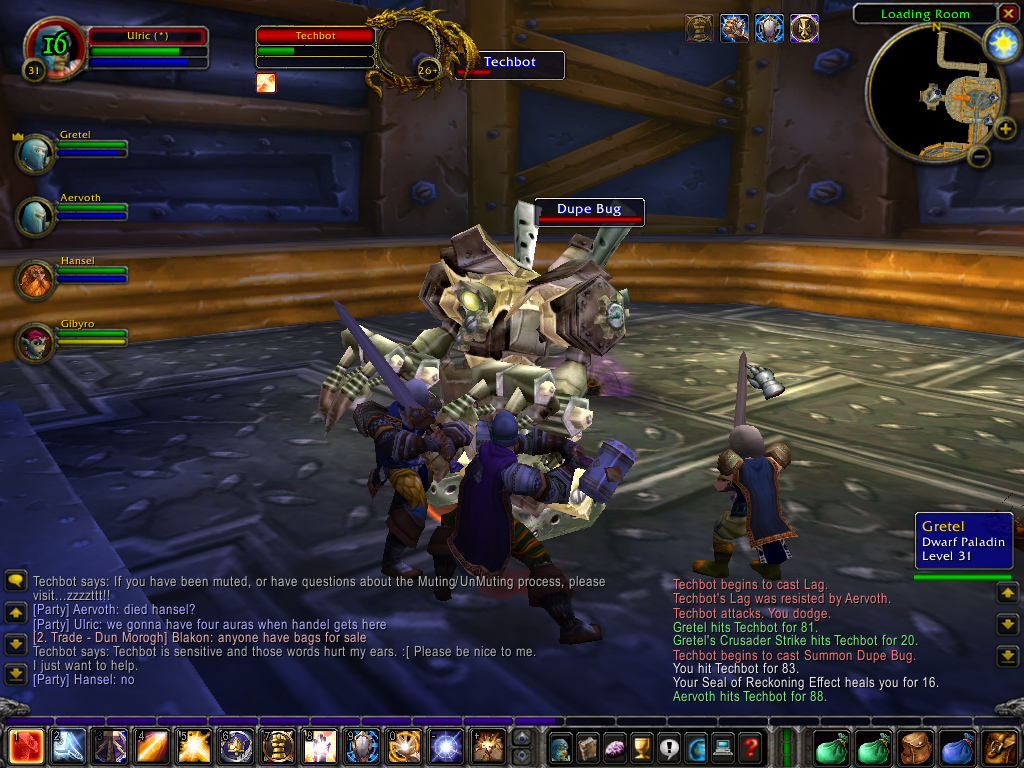 16
Ulric (*)
31
Techbot
26+
Techbot
Loading Room
N
Gretel
Aervoth
Hansel
Gibyro
Dupe Bug
Gretel
Dwarf Paladin
Level 31
Techbot says: If you have been muted, or have questions about the Muting/UnMuting process, please
visit...zzzzttt!!
[Party] Aervoth: died hansel?
[Party] Ulric: we gonna have four auras when handel gets here
[2. Trade - Dun Morogh] Blakon: anyone have bags for sale
Techbot says: Techbot is sensitive and those words hurt my ears. :[ Please be nice to me.
I just want to help.
[Party] Hansel: no
Techbot begins to cast Lag.
Techbot's Lag was resisted by Aervoth.
Techbot attacks. You dodge.
Gretel hits Techbot for 81.
Gretel's Crusader Strike hits Techbot for 20.
Techbot begins to cast Summon Dupe Bug.
You hit Techbot for 83.
Your Seal of Reckoning Effect heals you for 16.
Aervoth hits Techbot for 88.
1 2 3 4 5 6 7 8 9 0 - +